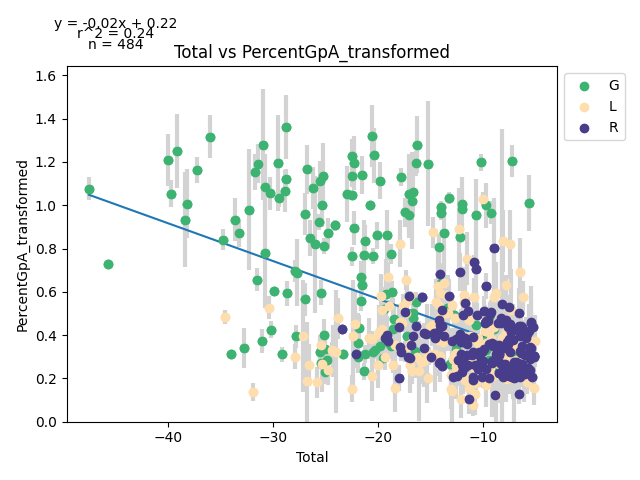 y = -0.02x + 0.22
r^2 = 0.24
n = 484
Total vs PercentGpA_transformed
1.6
1.4
1.2
1.0
0.8
0.6
0.4
0.2
0.0
PercentGpA_transformed
−40
−30
−20
−10
Total
G
L
R